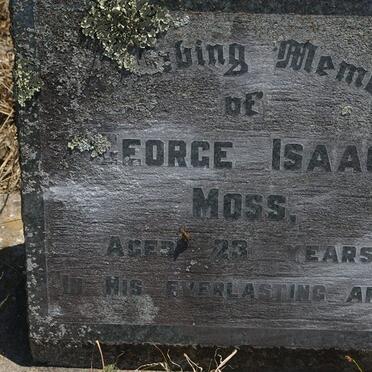 Loving Mem
of
GEORGE ISAA
MOSS,
AGED 23 YEARS
IN HIS EVERLASTING AR